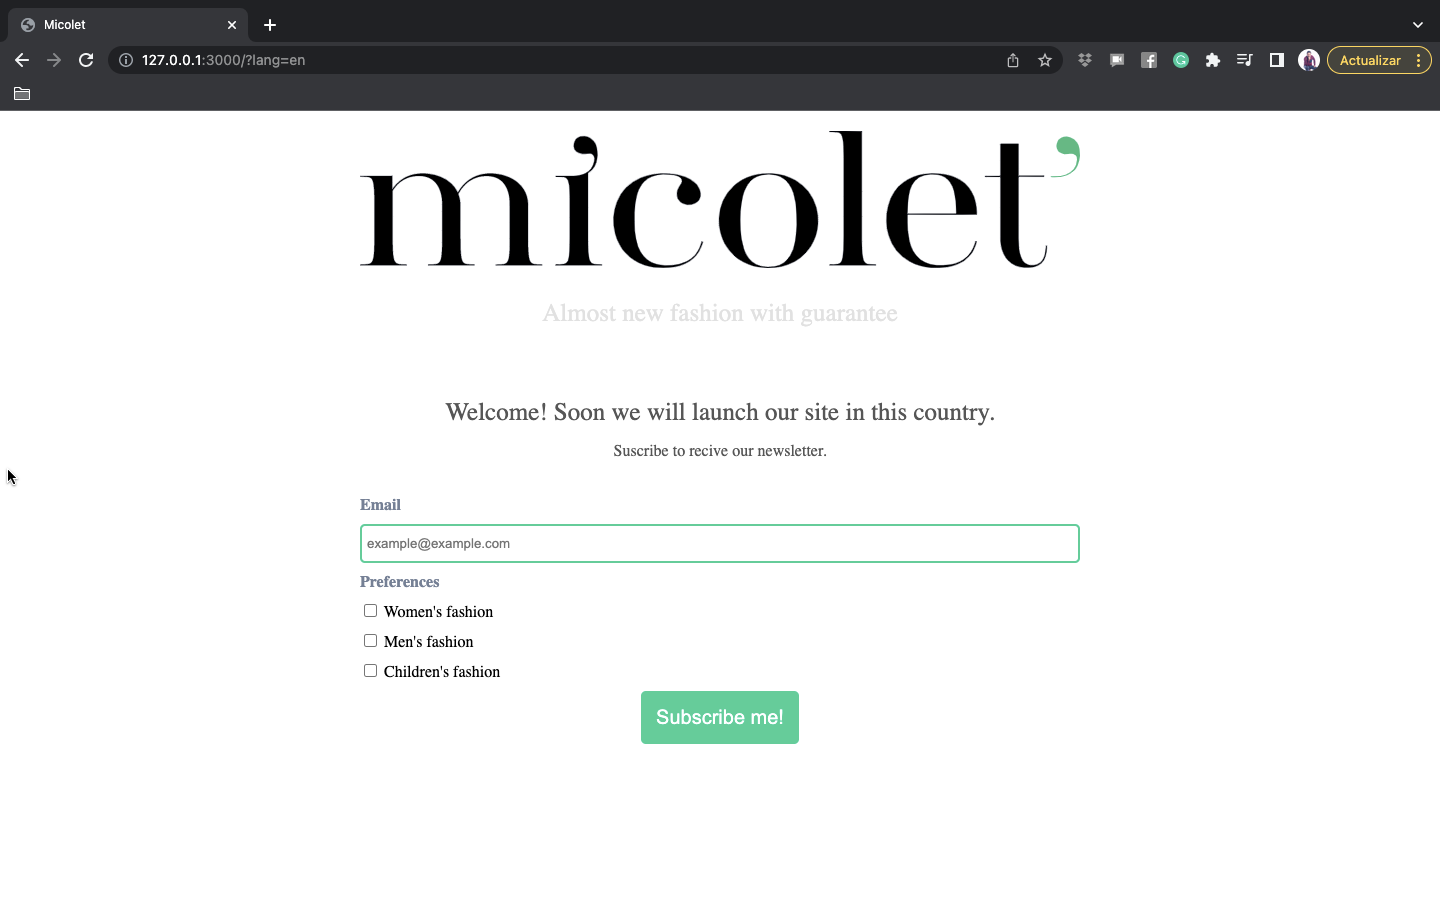 Micolet
127.0.0.1:3000/?lang=en
Actualizar
micolet’
Almost new fashion with guarantee
Welcome! Soon we will launch our site in this country.
Suscribe to recive our newsletter.
Email
example@example.com
Preferences
Women's fashion
Men's fashion
Children's fashion
Subscribe me!